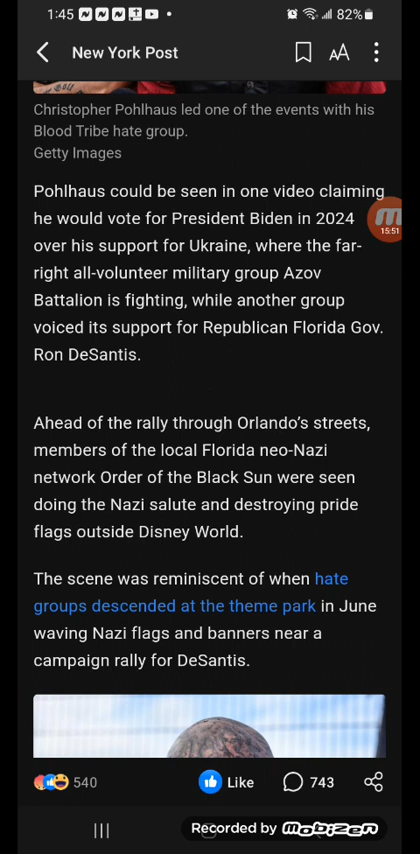 1:45
82%
New York Post
AA
Christopher Pohlhaus led one of the events with his
Blood Tribe hate group.
Getty Images
Pohlhaus could be seen in one video claiming
he would vote for President Biden in 2024
over his support for Ukraine, where the far-
right all-volunteer military group Azov
Battalion is fighting, while another group
voiced its support for Republican Florida Gov.
Ron DeSantis.
15:51
Ahead of the rally through Orlando’s streets,
members of the local Florida neo-Nazi
network Order of the Black Sun were seen
doing the Nazi salute and destroying pride
flags outside Disney World.
The scene was reminiscent of when hate
groups descended at the theme park in June
waving Nazi flags and banners near a
campaign rally for DeSantis.
540
Like
743
Recorded by mobizen